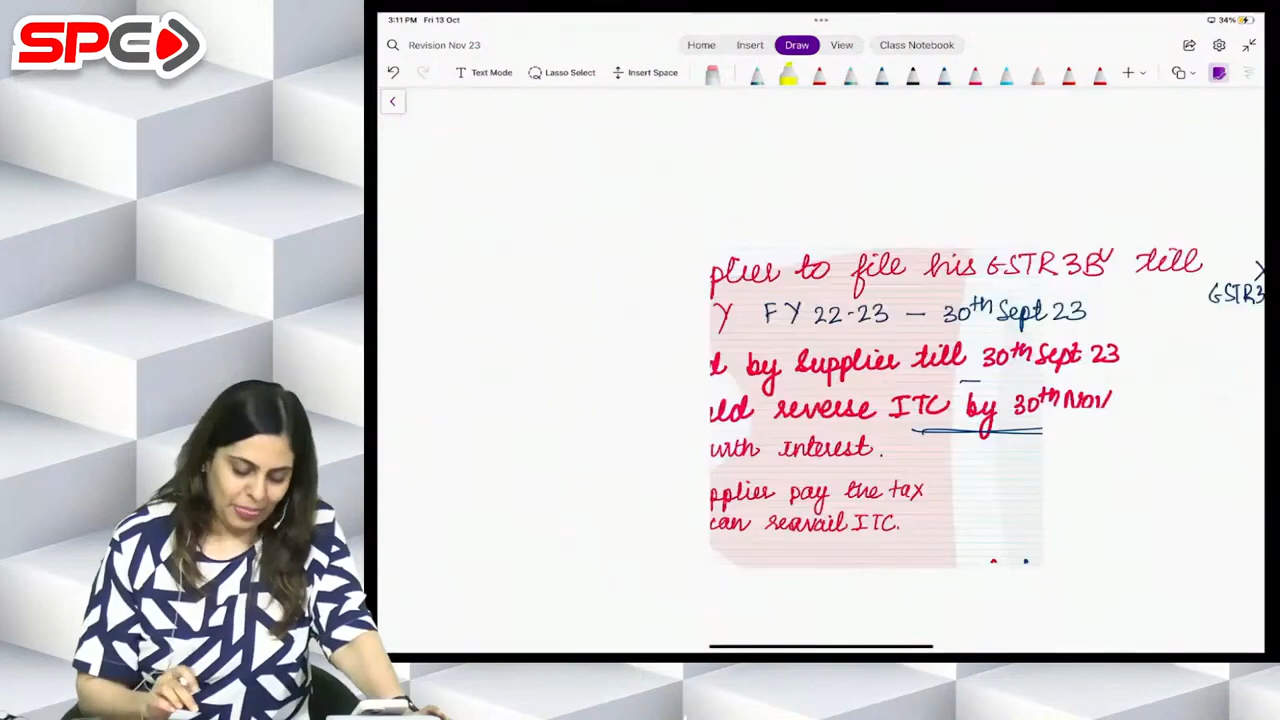 SPE
3:11 PM Fri 13 Oct
34%
Revision Nov 23
Home Insert Draw View Class Notebook
Text Mode Lasso Select Insert Space
plier to file his GSTR3B till
GSTR3
Y FY 22-23 — 30th Sept 23
d by Supplier till 30th Sept 23
uld reverse ITC by 30th Nov
with interest.
pplier pay the tax
can reavail ITC.